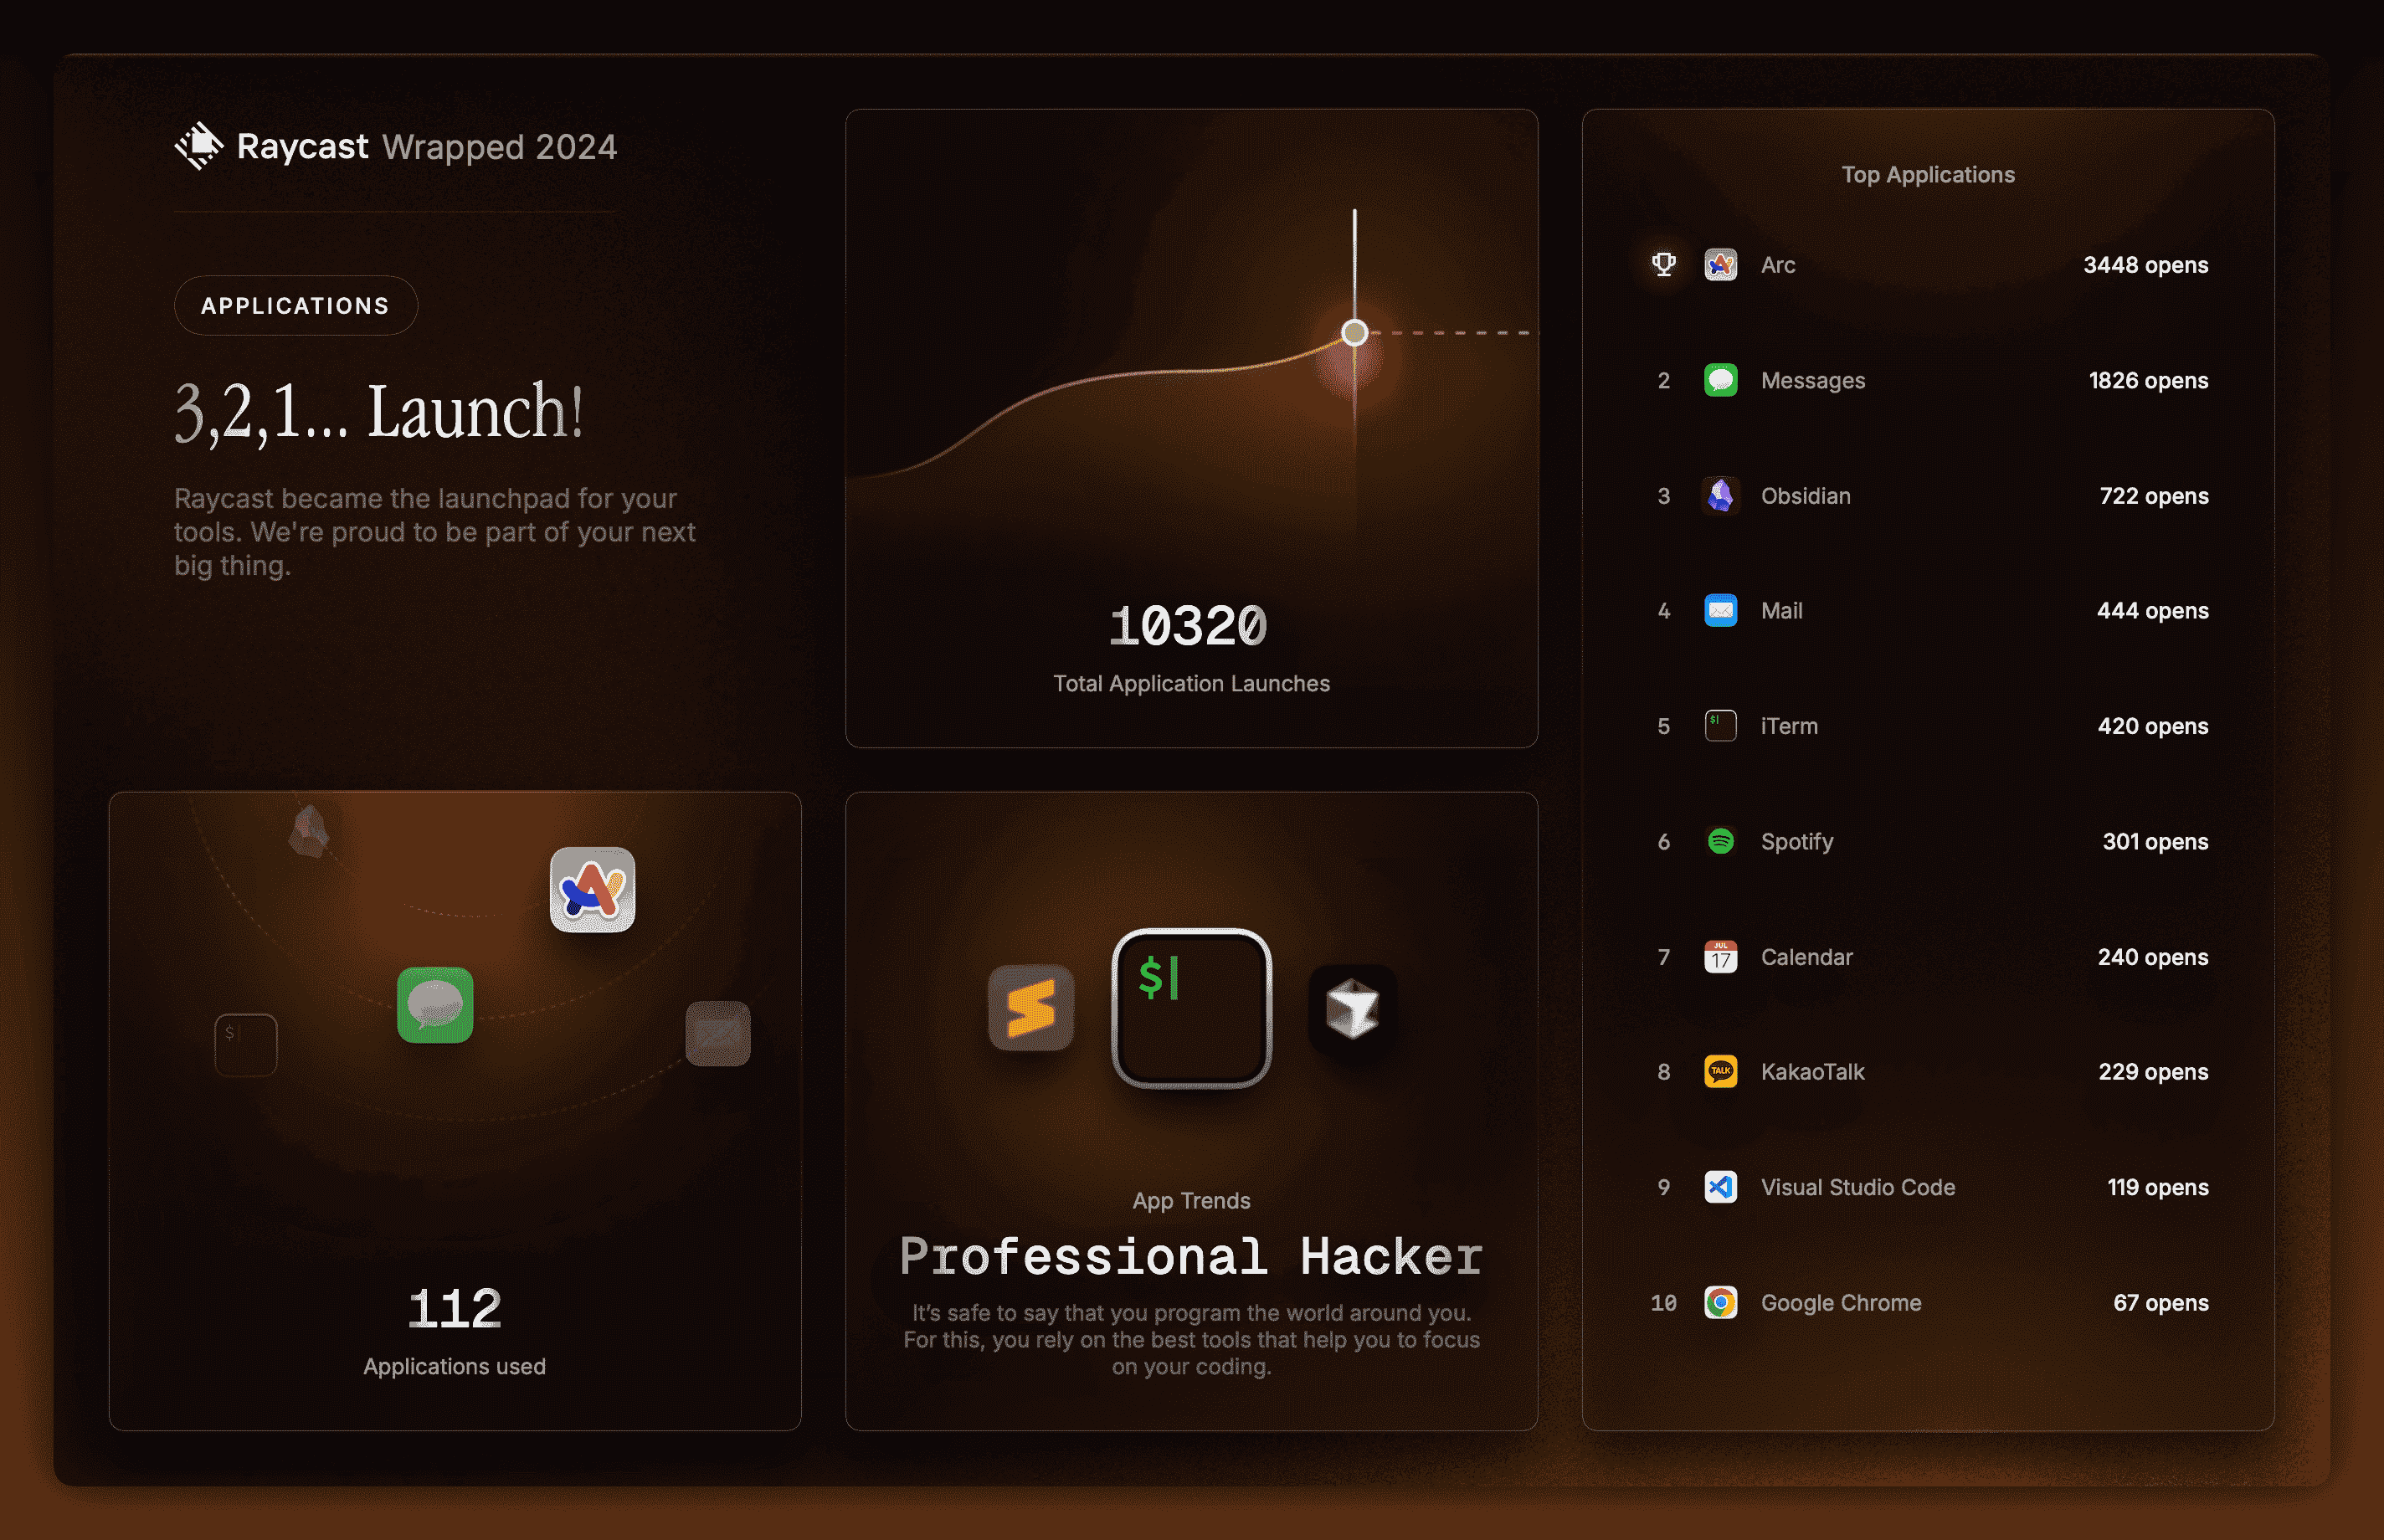 Raycast Wrapped 2024
APPLICATIONS
3,2,1... Launch!
Raycast became the launchpad for your
tools. We're proud to be part of your next
big thing.
10320
Total Application Launches
$|
$|
112
Applications used
$|
App Trends
Professional Hacker
It’s safe to say that you program the world around you.
For this, you rely on the best tools that help you to focus
on your coding.
Top Applications
Arc 3448 opens
2 Messages 1826 opens
3 Obsidian 722 opens
4 Mail 444 opens
5 iTerm 420 opens
6 Spotify 301 opens
JUL
17
7 Calendar 240 opens
TALK
8 KakaoTalk 229 opens
9 Visual Studio Code 119 opens
10 Google Chrome 67 opens